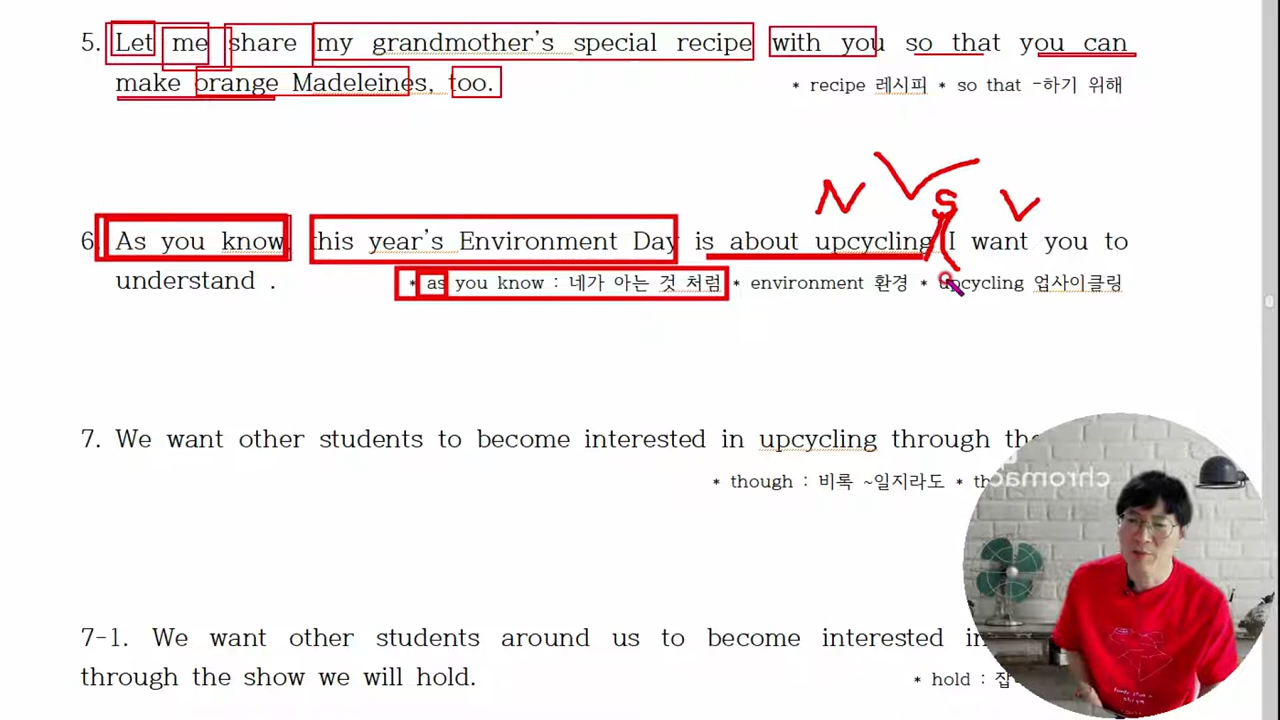 5. Let me share my grandmother's special recipe with you so that you can
make orange Madeleines, too.
* recipe 레시피 * so that -하기 위해
N V S V
6. As you know, this year's Environment Day is about upcycling I want you to
understand .
* as you know : 네가 아는 것 처럼 * environment 환경 * upcycling 업사이클링
7. We want other students to become interested in upcycling through
* though : 비록 ~일지라도 *
7-1. We want other students around us to become interested
through the show we will hold.
* hold :